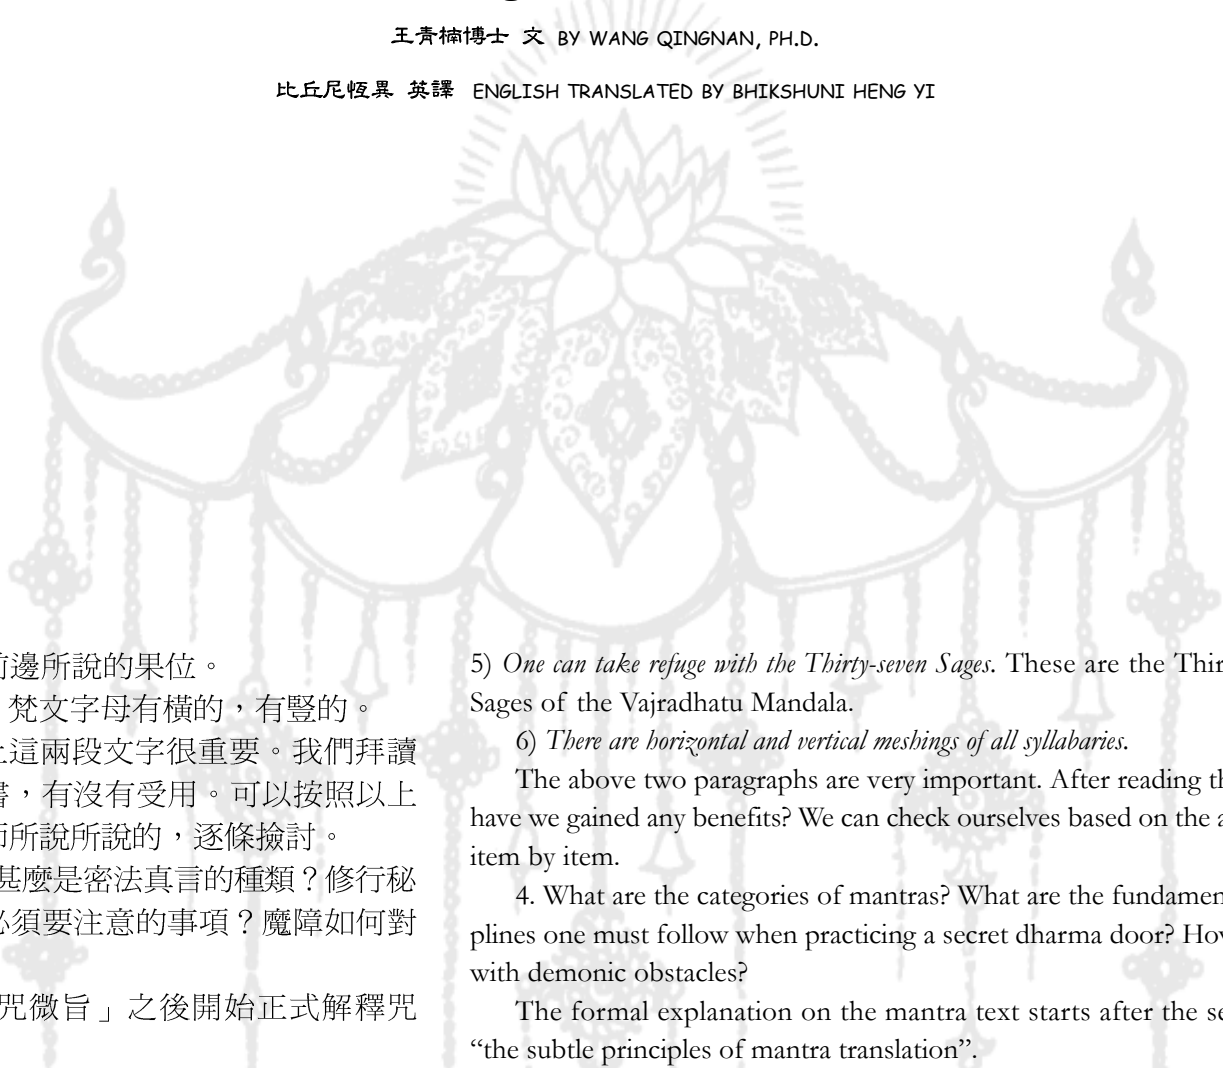 王青楠博士 文 BY WANG QINGNAN, PH.D.
比丘尼恆異 英譯 ENGLISH TRANSLATED BY BHIKSHUNI HENG YI
前邊所說的果位。
梵文字母有橫的，有豎的。
上這兩段文字很重要。我們拜讀
書，有沒有受用。可以按照以上
師所說所說的，逐條撿討。
甚麼是密法真言的種類？修行秘
必須要注意的事項？魔障如何對
咒微旨」之後開始正式解釋咒
5) One can take refuge with the Thirty-seven Sages. These are the Thir
Sages of the Vajradhatu Mandala.
6) There are horizontal and vertical meshings of all syllabaries.
The above two paragraphs are very important. After reading th
have we gained any benefits? We can check ourselves based on the a
item by item.
4. What are the categories of mantras? What are the fundamen
plines one must follow when practicing a secret dharma door? How
with demonic obstacles?
The formal explanation on the mantra text starts after the se
“the subtle principles of mantra translation”.